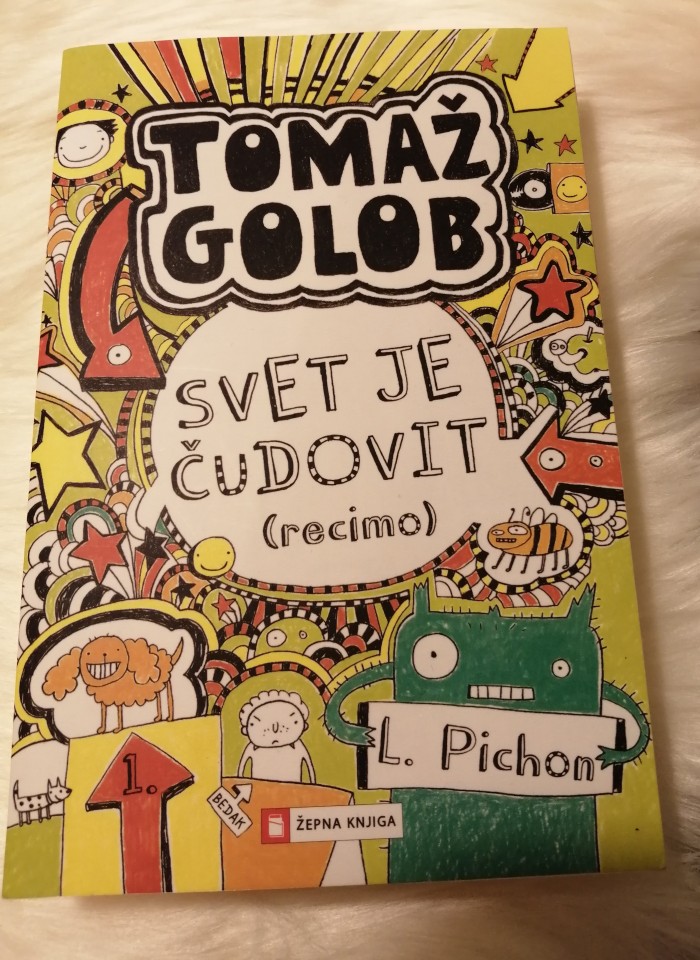 TOMAŽ
GOLOB
SVET JE
ČUDOVIT
(recimo)
L. Pichon
1.
BEDAK
ŽEPNA KNJIGA